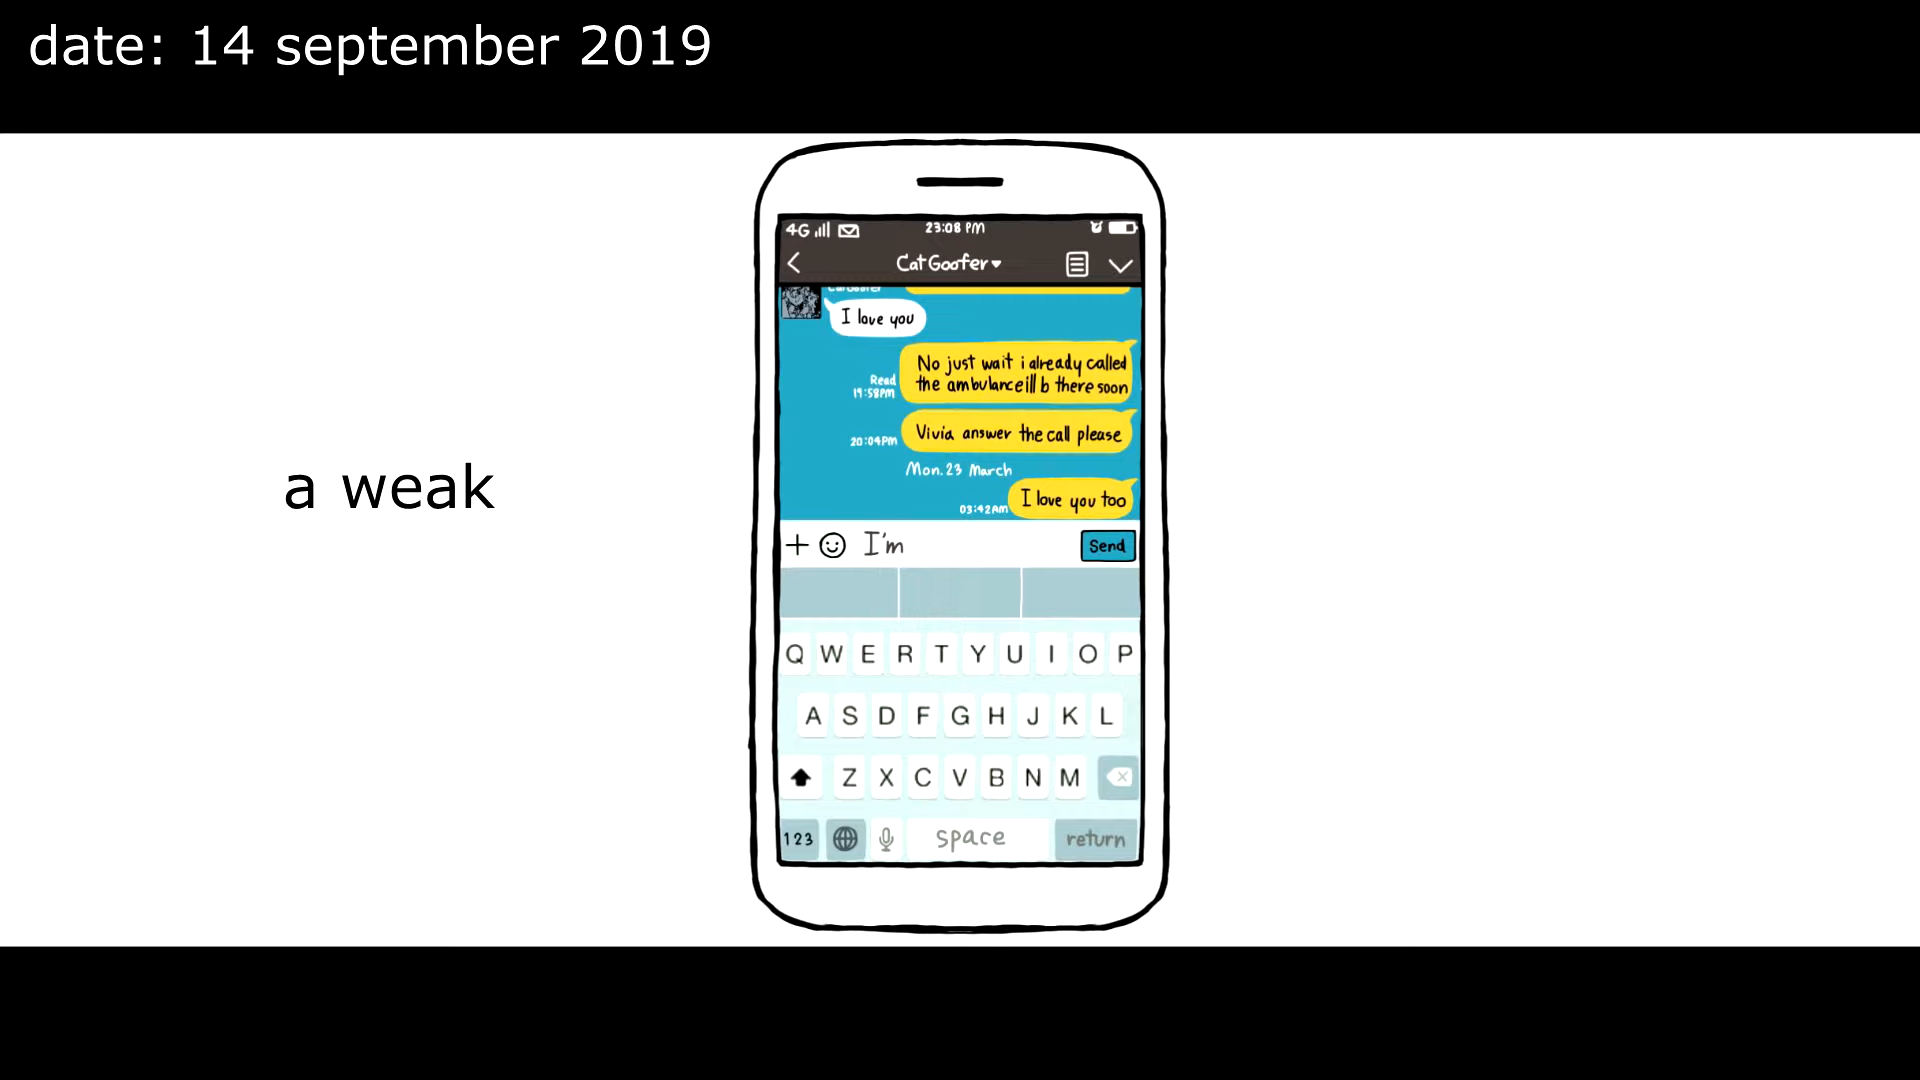 date: 14 september 2019
a weak
4G
23:08 PM
CatGoofer
CatGoofer
I love you
No just wait i already called
the ambulance ill b there soon
Read
19:58PM
Vivia answer the call please
20:04PM
Mon. 23 March
I love you too
03:42AM
I'm
Send
Q W E R T Y U I O P
A S D F G H J K L
Z X C V B N M
123
space
return